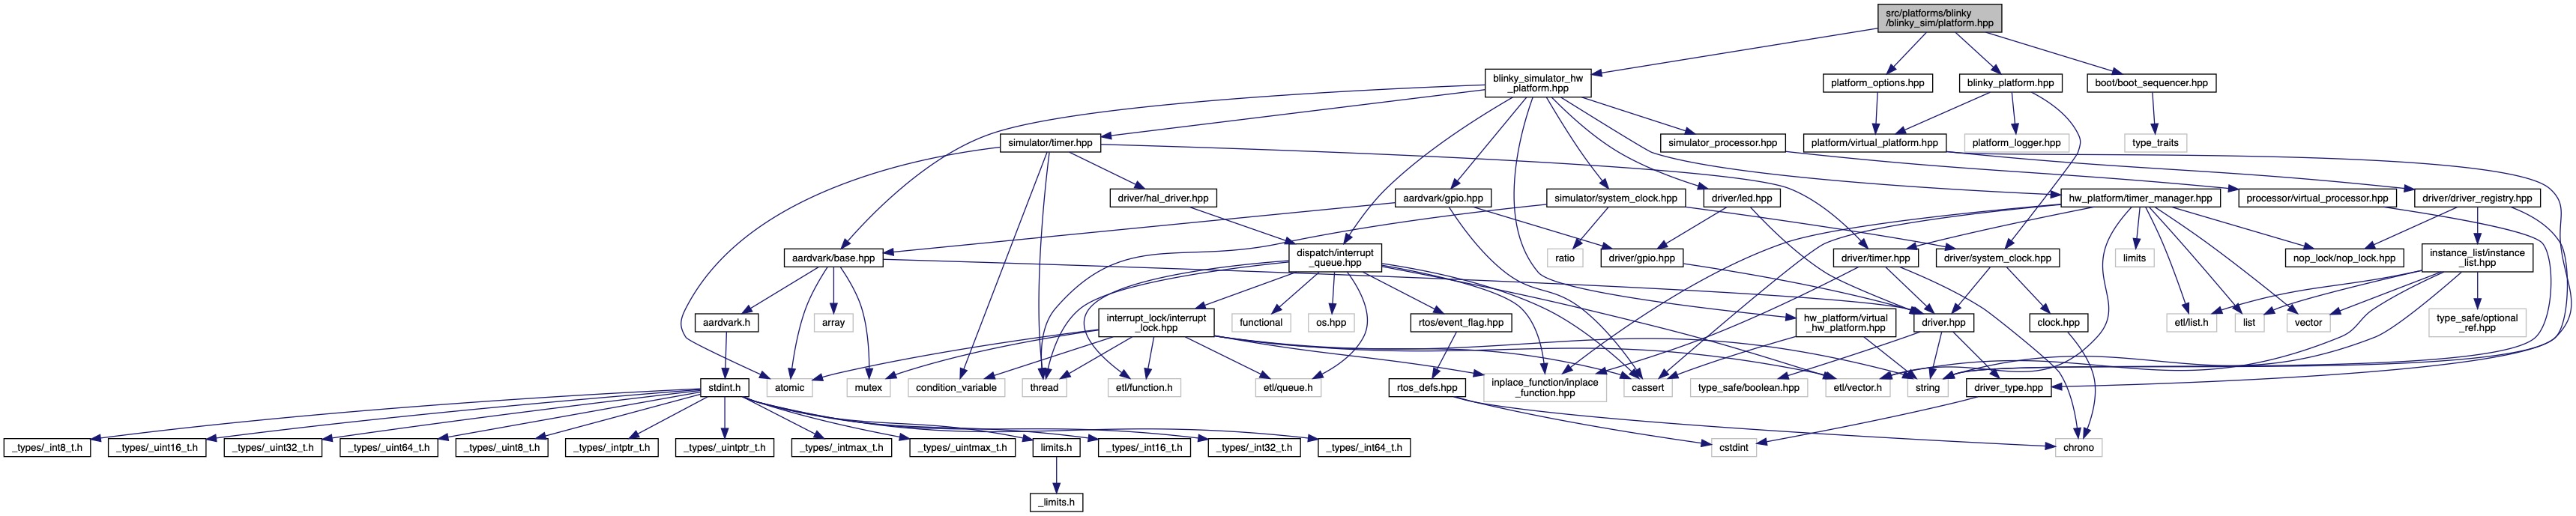 src/platforms/blinky
/blinky_sim/platform.hpp
blinky_simulator_hw
_platform.hpp
platform_options.hpp
blinky_platform.hpp
boot/boot_sequencer.hpp
simulator/timer.hpp
simulator_processor.hpp
platform/virtual_platform.hpp
platform_logger.hpp
type_traits
driver/hal_driver.hpp
aardvark/gpio.hpp
simulator/system_clock.hpp
driver/led.hpp
hw_platform/timer_manager.hpp
processor/virtual_processor.hpp
driver/driver_registry.hpp
aardvark/base.hpp
dispatch/interrupt
_queue.hpp
ratio
driver/gpio.hpp
driver/timer.hpp
driver/system_clock.hpp
limits
nop_lock/nop_lock.hpp
instance_list/instance
_list.hpp
aardvark.h
array
interrupt_lock/interrupt
_lock.hpp
functional
os.hpp
rtos/event_flag.hpp
hw_platform/virtual
_hw_platform.hpp
driver.hpp
clock.hpp
etl/list.h
list
vector
type_safe/optional
_ref.hpp
stdint.h
atomic
mutex
condition_variable
thread
etl/function.h
etl/queue.h
rtos_defs.hpp
inplace_function/inplace
_function.hpp
cassert
type_safe/boolean.hpp
etl/vector.h
string
driver_type.hpp
_types/_int8_t.h
_types/_uint16_t.h
_types/_uint32_t.h
_types/_uint64_t.h
_types/_uint8_t.h
_types/_intptr_t.h
_types/_uintptr_t.h
_types/_intmax_t.h
_types/_uintmax_t.h
limits.h
_types/_int16_t.h
_types/_int32_t.h
_types/_int64_t.h
cstdint
chrono
_limits.h